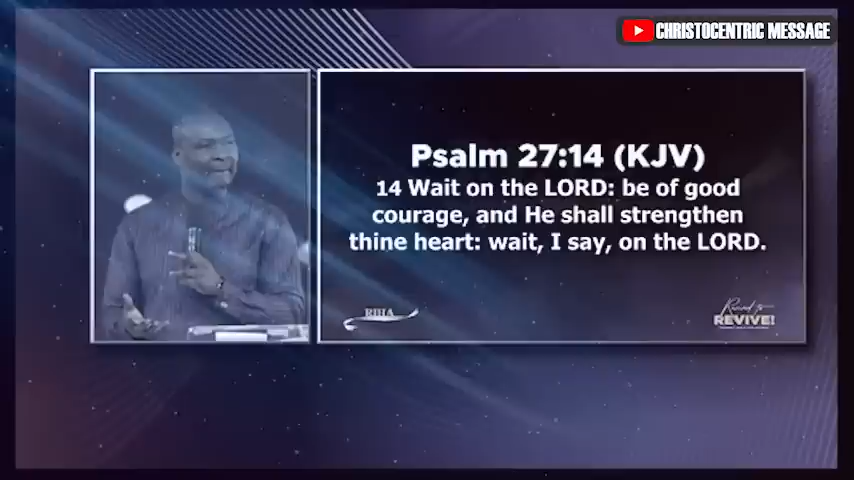 CHRISTOCENTRIC MESSAGE
Psalm 27:14 (KJV)
14 Wait on the LORD: be of good
courage, and He shall strengthen
thine heart: wait, I say, on the LORD.
REVIVE!